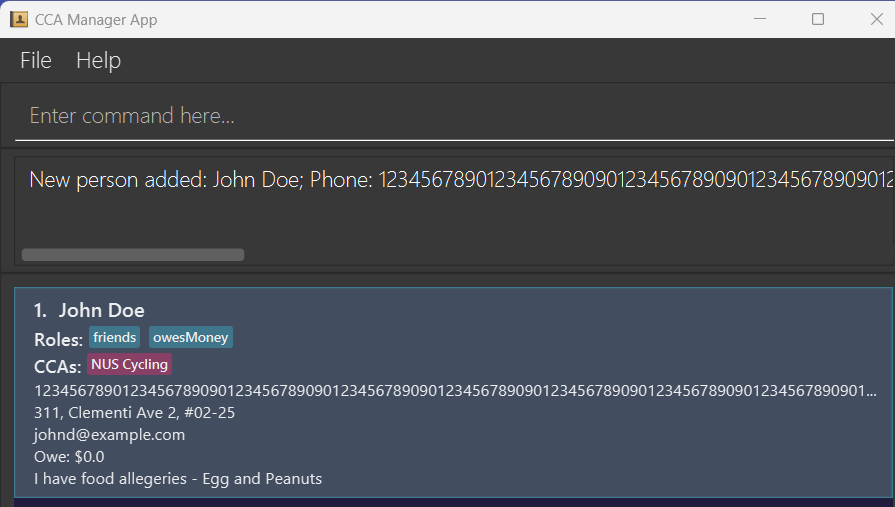 CCA Manager App
File Help
Enter command here...
New person added: John Doe; Phone: 123456789012345678909012345678909012345678909012
1. John Doe
Roles: friends owesMoney
CCAs: NUS Cycling
12345678901234567890901234567890901234567890901234567890901234567890901234567890901234567890901234567890901...
311, Clementi Ave 2, #02-25
johnd@example.com
Owe: $0.0
I have food allegeries - Egg and Peanuts